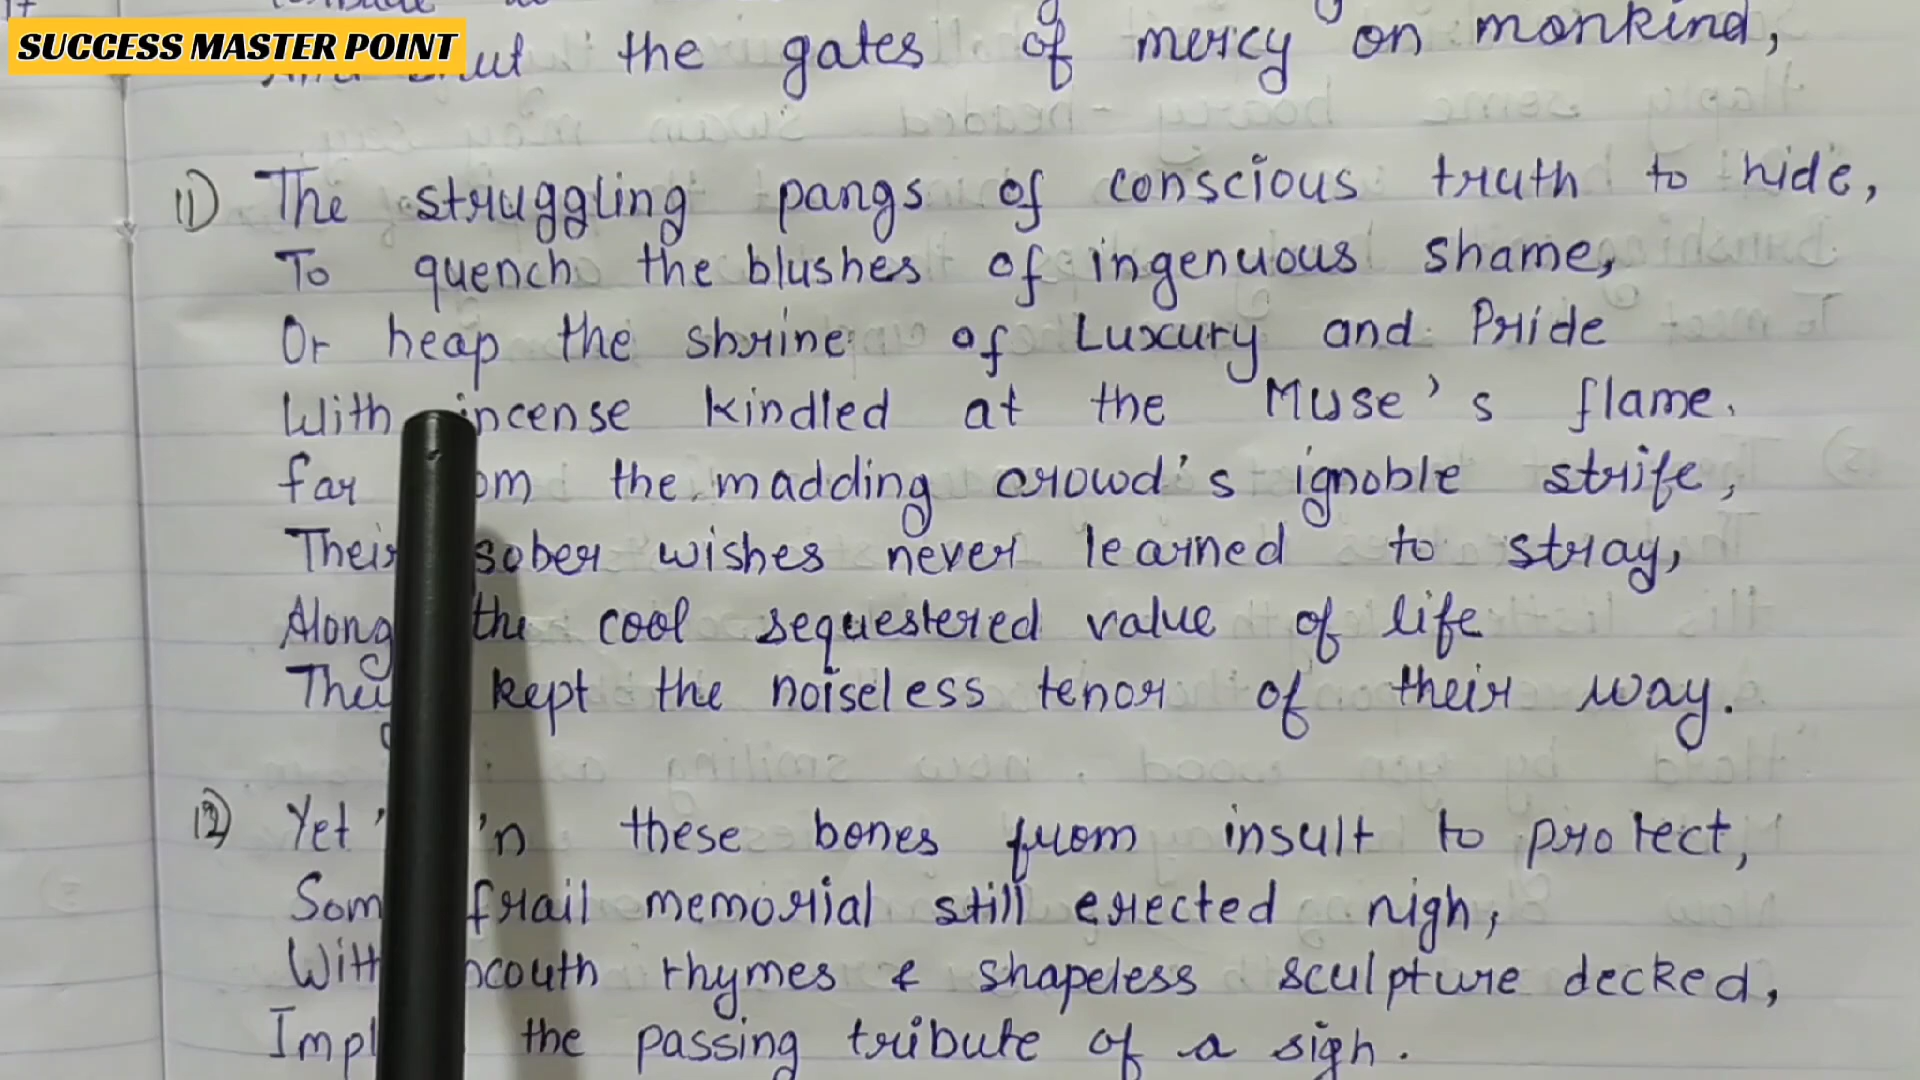 SUCCESS MASTER POINT
the gates of mercy on mankind,
11) The struggling pangs of conscious truth to hide,
To quench the blushes of ingenuous shame,
Or heap the shrine of Luxury and Pride
With incense kindled at the Muse's flame.
far the madding crowd's ignoble strife,
Their sober wishes never learned to stray,
Along the cool sequestered value of life
They kept the noiseless tenor of their way.
12) Yet these bones from insult to protect,
frail memorial still erected nigh,
rhymes & shapeless sculpture decked,
the passing tribute of a sigh.